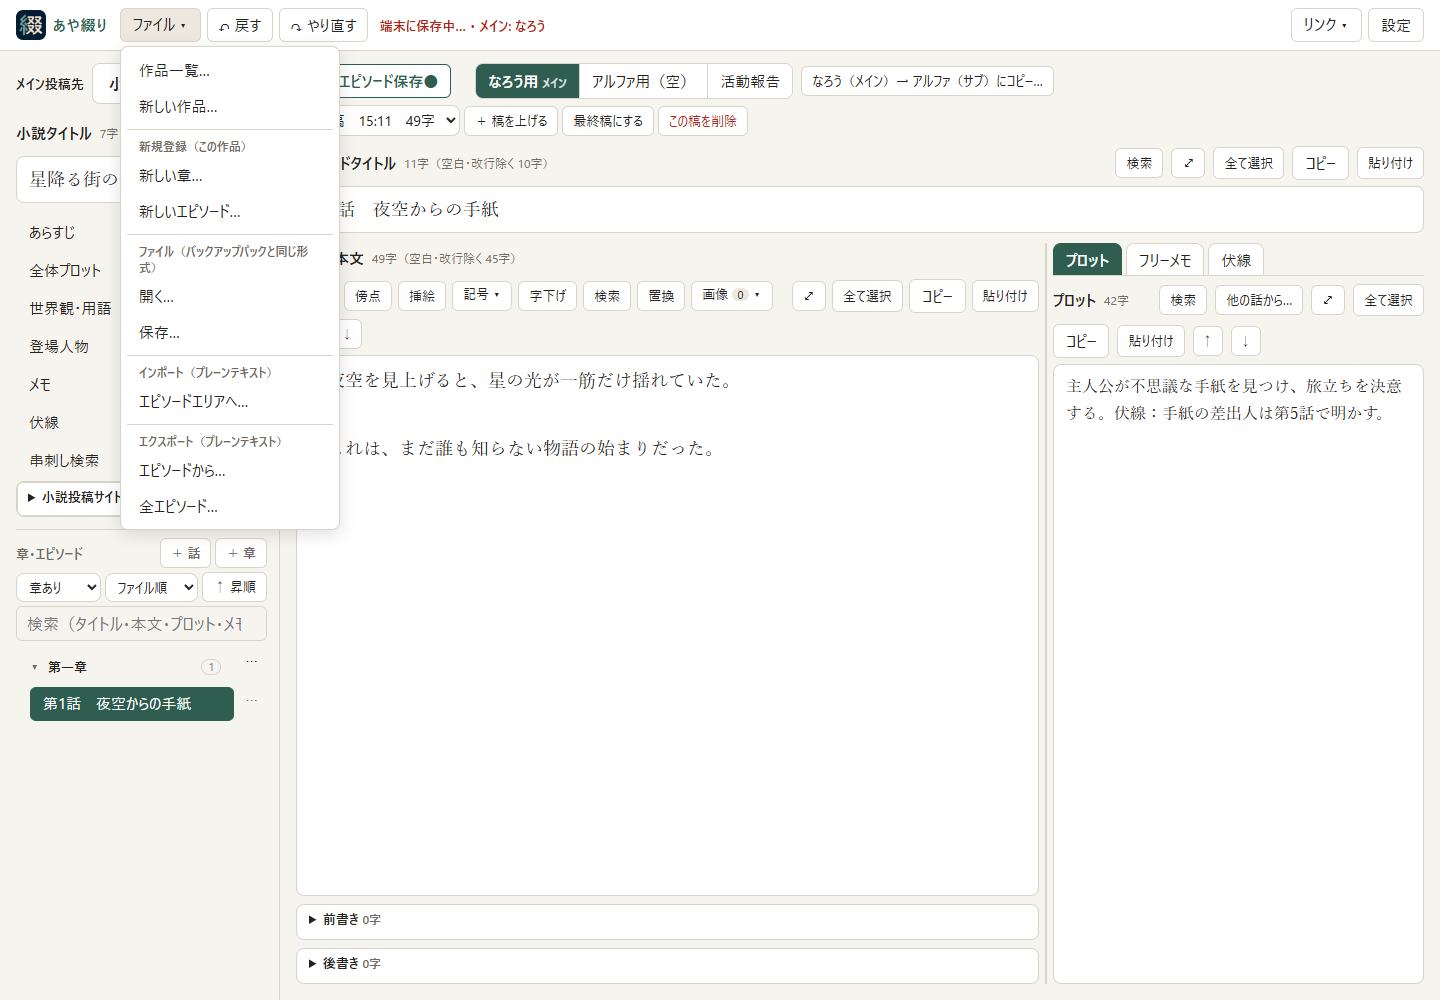 綴 あや綴り ファイル ▾ ↶ 戻す ↷ やり直す 端末に保存中… ・ メイン: なろう リンク ▾ 設定
作品一覧…
新しい作品…
新規登録（この作品）
新しい章…
新しいエピソード…
ファイル（バックアップパックと同じ形
式）
開く…
保存…
インポート（プレーンテキスト）
エピソードエリアへ…
エクスポート（プレーンテキスト）
エピソードから…
全エピソード…
メイン投稿先
小説タイトル 7字
星降る街の
あらすじ
全体プロット
世界観・用語
登場人物
メモ
伏線
串刺し検索
▶ 小説投稿サイト
章・エピソード ＋ 話 ＋ 章
章あり ファイル順 ↑ 昇順
検索（タイトル・本文・プロット・メモ
▾ 第一章 1 …
第1話　夜空からの手紙 …
エピソード保存● なろう用 メイン アルファ用（空） 活動報告 なろう（メイン）→ アルファ（サブ）にコピー…
15:11 49字 ＋ 稿を上げる 最終稿にする この稿を削除
ドタイトル 11字（空白・改行除く10字） 検索 ⤢ 全て選択 コピー 貼り付け
話　夜空からの手紙
本文 49字（空白・改行除く45字）
傍点 挿絵 記号 ▾ 字下げ 検索 置換 画像 0 ▾ ⤢ 全て選択 コピー 貼り付け
↓
夜空を見上げると、星の光が一筋だけ揺れていた。
れは、まだ誰も知らない物語の始まりだった。
▶ 前書き 0字
▶ 後書き 0字
プロット フリーメモ 伏線
プロット 42字 検索 他の話から… ⤢ 全て選択
コピー 貼り付け ↑ ↓
主人公が不思議な手紙を見つけ、旅立ちを決意
する。伏線：手紙の差出人は第5話で明かす。